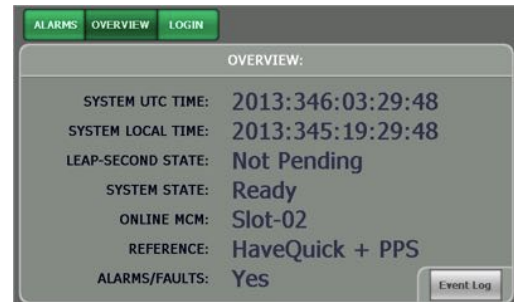 ALARMS OVERVIEW LOGIN
OVERVIEW:
SYSTEM UTC TIME: 2013:346:03:29:48
SYSTEM LOCAL TIME: 2013:345:19:29:48
LEAP-SECOND STATE: Not Pending
SYSTEM STATE: Ready
ONLINE MCM: Slot-02
REFERENCE: HaveQuick + PPS
ALARMS/FAULTS: Yes
Event Log